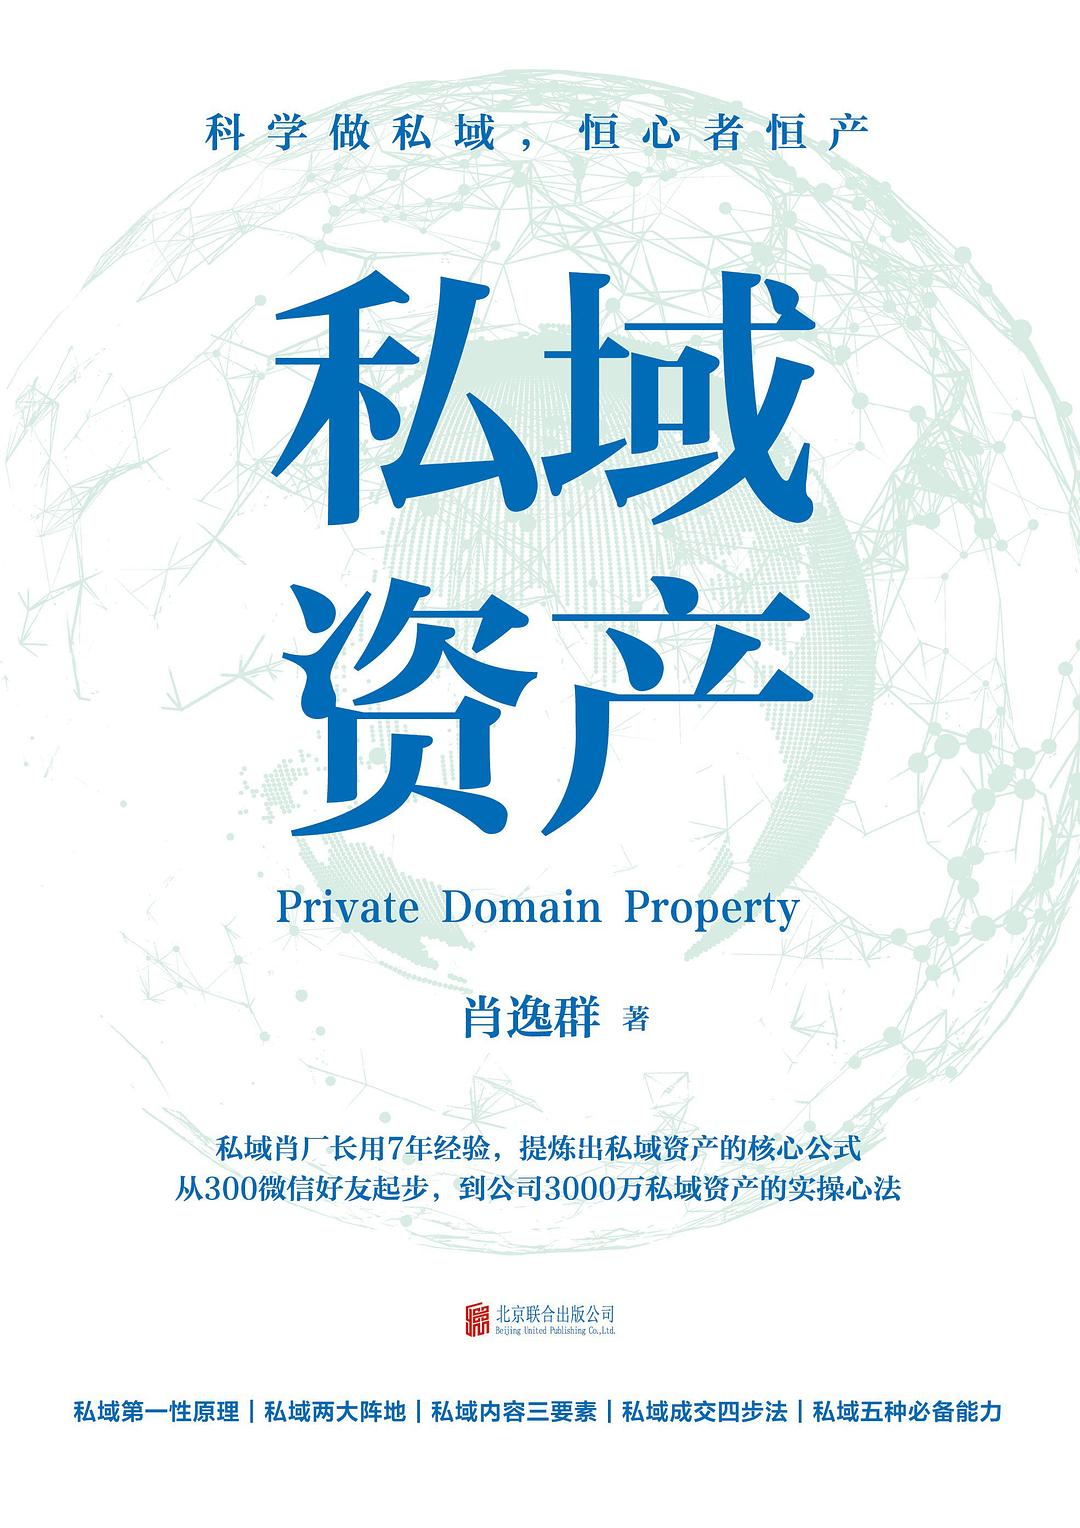 科学做私域，恒心者恒产
私域
资产
Private Domain Property
肖逸群 著
私域肖厂长用7年经验，提炼出私域资产的核心公式
从300微信好友起步，到公司3000万私域资产的实操心法
北京联合出版公司
Beijing United Publishing Co.,Ltd.
私域第一性原理｜私域两大阵地｜私域内容三要素｜私域成交四步法｜私域五种必备能力